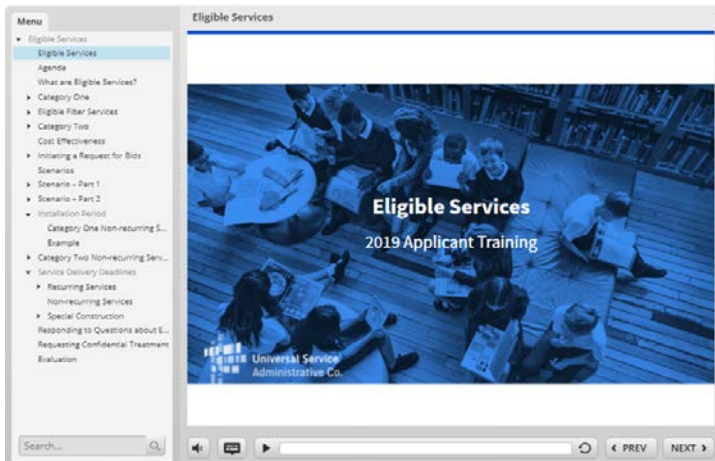 Menu
Eligible Services
Eligible Services
Agenda
What are Eligible Services?
Category One
Eligible Fiber Services
Category Two
Cost Effectiveness
Initiating a Request for Bids
Scenarios
Scenario - Part 1
Scenario - Part 2
Installation Period
Category One Non-recurring S...
Example
Category Two Non-recurring Serv...
Service Delivery Deadlines
Recurring Services
Non-recurring Services
Special Construction
Responding to Questions about E...
Requesting Confidential Treatment
Evaluation
Search...
Eligible Services
Eligible Services
2019 Applicant Training
Universal Service
Administrative Co.
PREV
NEXT